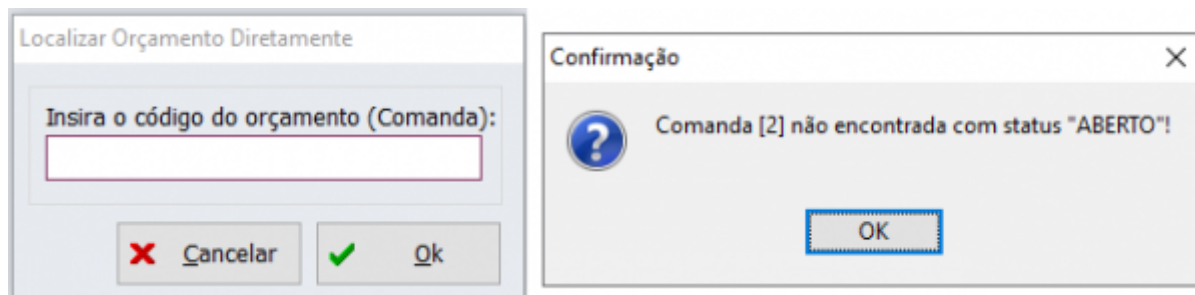 Localizar Orçamento Diretamente
Insira o código do orçamento (Comanda):
Cancelar
Ok
Confirmação
Comanda [2] não encontrada com status "ABERTO"!
OK